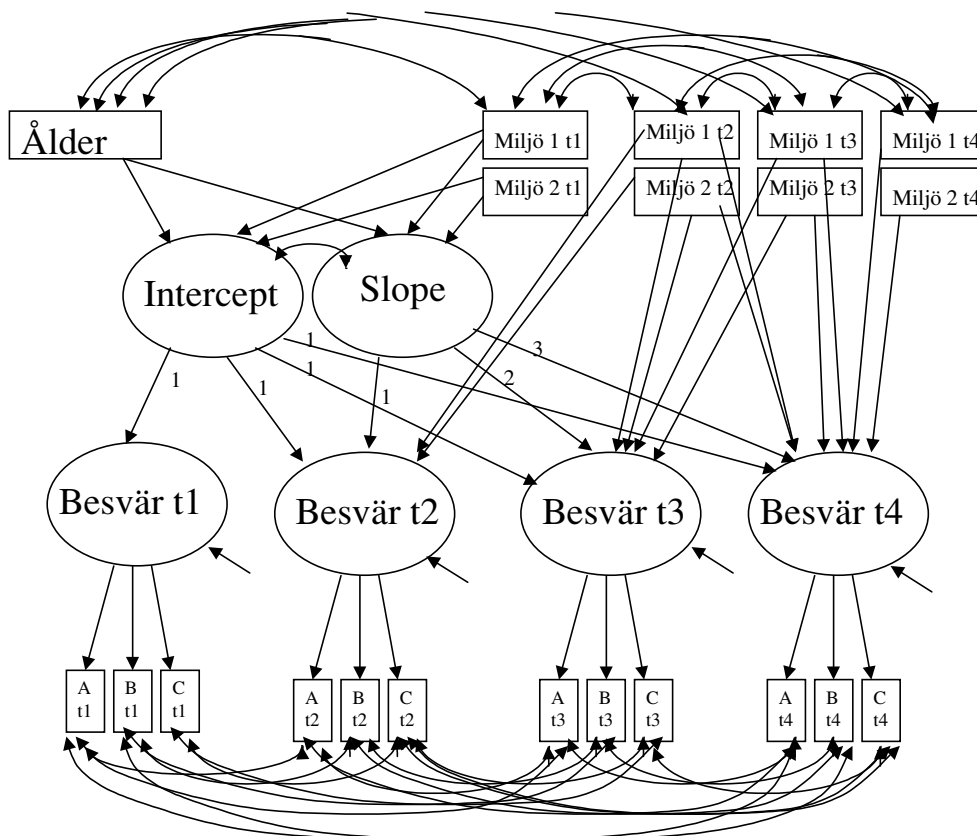 Ålder
Miljö 1 t1
Miljö 1 t2
Miljö 1 t3
Miljö 1 t4
Miljö 2 t1
Miljö 2 t2
Miljö 2 t3
Miljö 2 t4
Intercept
Slope
1
3
1
2
1
1
1
Besvär t1
Besvär t2
Besvär t3
Besvär t4
A
t1
B
t1
C
t1
A
t2
B
t2
C
t2
A
t3
B
t3
C
t3
A
t4
B
t4
C
t4